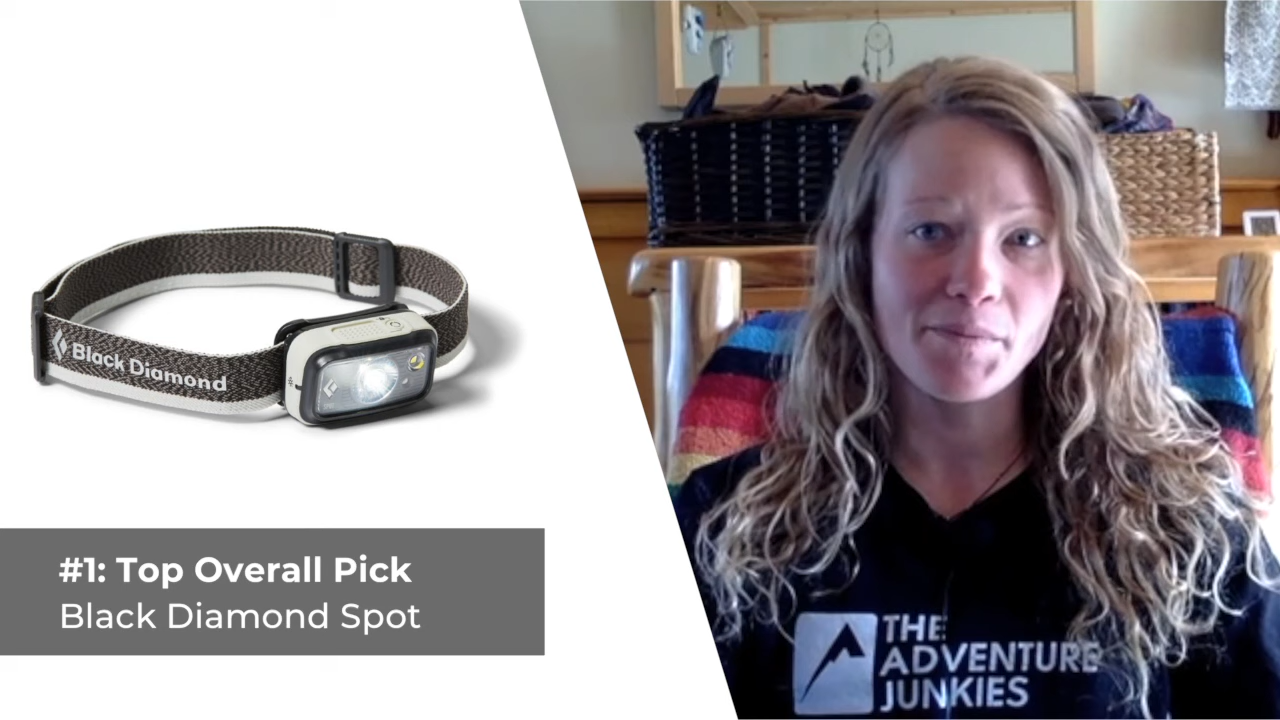 Black Diamond
#1: Top Overall Pick
Black Diamond Spot
THE
ADVENTURE
JUNKIES